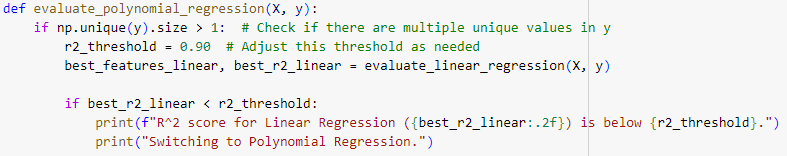 def evaluate_polynomial_regression(X, y):
    if np.unique(y).size > 1:  # Check if there are multiple unique values in y
        r2_threshold = 0.90  # Adjust this threshold as needed
        best_features_linear, best_r2_linear = evaluate_linear_regression(X, y)
        if best_r2_linear < r2_threshold:
            print(f"R^2 score for Linear Regression ({best_r2_linear:.2f}) is below {r2_threshold}.")
            print("Switching to Polynomial Regression.")